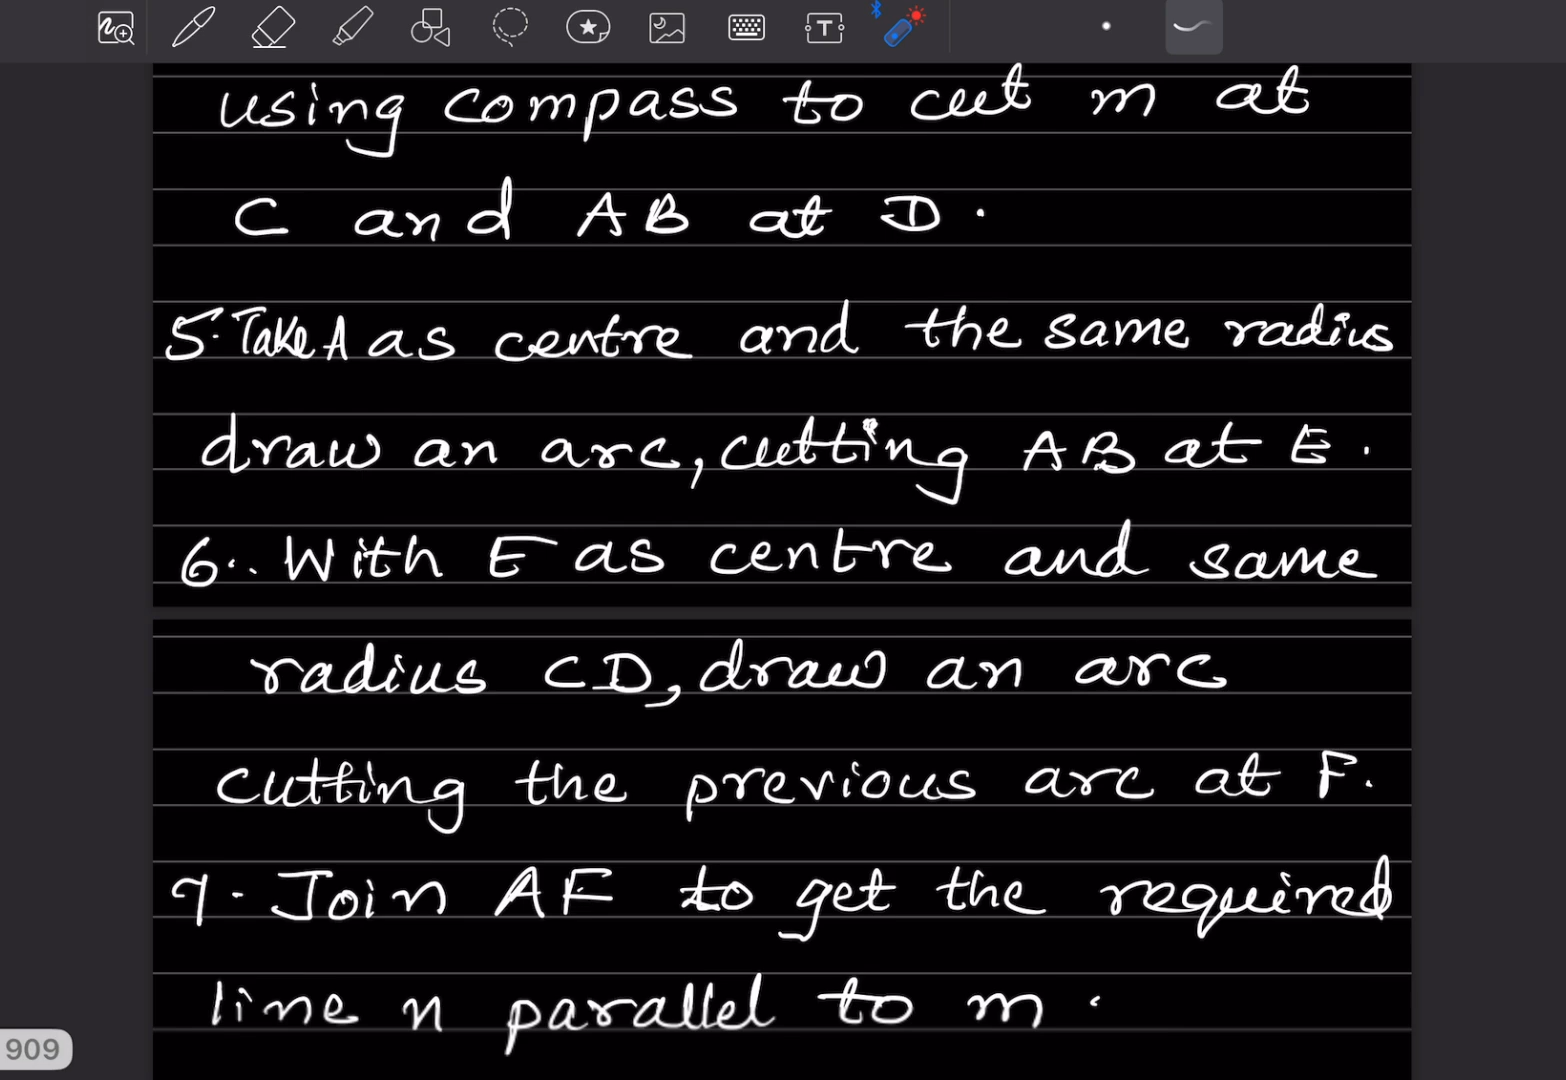 using compass to cut m at
C and AB at D.
5. Take A as centre and the same radius
draw an arc, cutting AB at E.
6.. With E as centre and same
radius CD, draw an arc
cutting the previous arc at F.
7. Join AF to get the required
line n parallel to m.
909